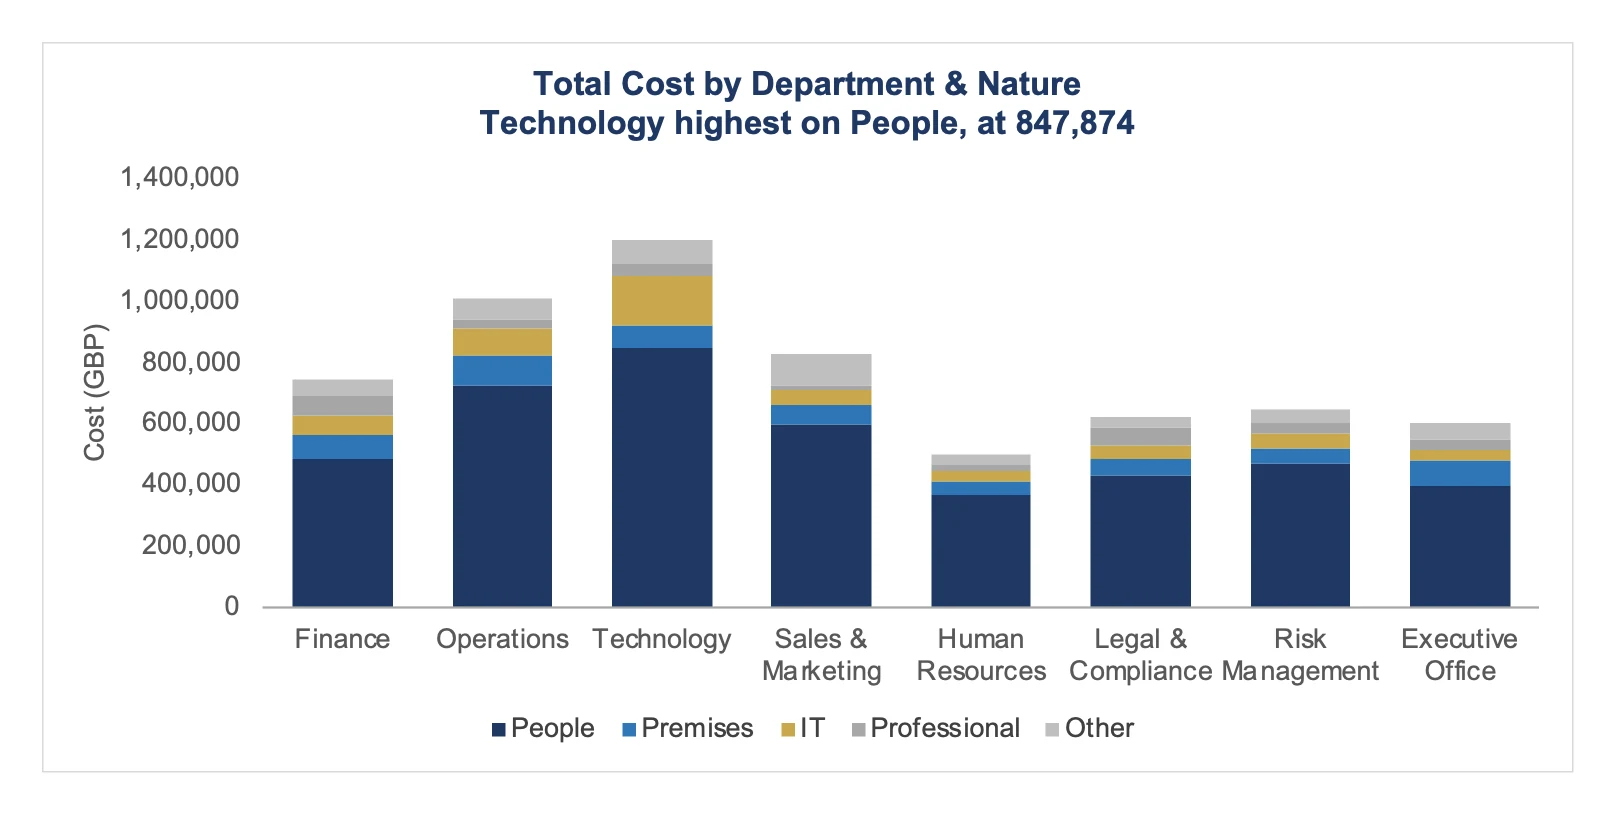 Total Cost by Department & Nature
Technology highest on People, at 847,874
1,400,000
1,200,000
1,000,000
800,000
600,000
400,000
200,000
0
Cost (GBP)
Finance
Operations
Technology
Sales &
Marketing
Human
Resources
Legal &
Compliance
Risk
Management
Executive
Office
People
Premises
IT
Professional
Other